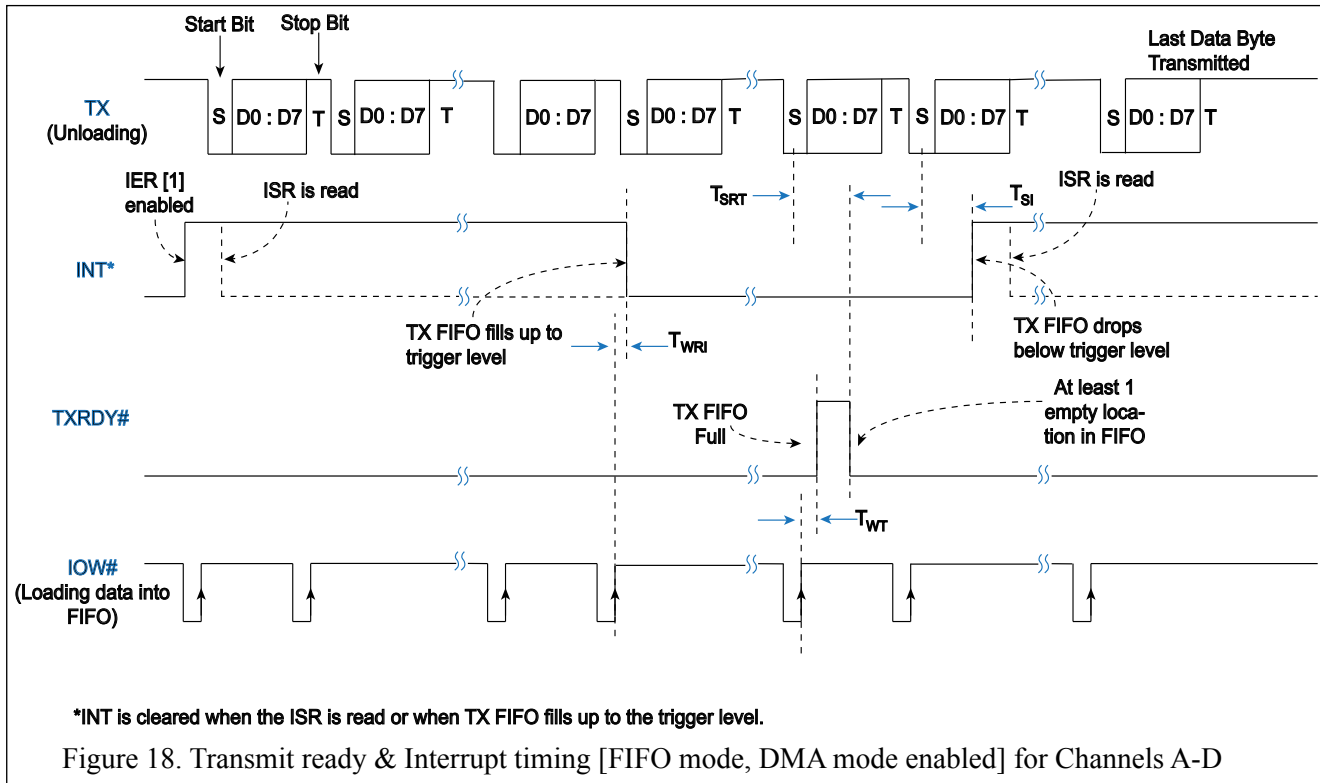 Start Bit
Stop Bit
Last Data Byte
Transmitted
TX
(Unloading)
S D0 : D7 T S D0 : D7 T D0 : D7 S D0 : D7 T S D0 : D7 T S D0 : D7 T S D0 : D7 T
IER [1]
enabled
ISR is read
TSRT
TSI
ISR is read
INT*
TX FIFO fills up to
trigger level
TWRI
TX FIFO drops
below trigger level
TXRDY#
TX FIFO
Full
At least 1
empty loca-
tion in FIFO
TWT
IOW#
(Loading data into
FIFO)
*INT is cleared when the ISR is read or when TX FIFO fills up to the trigger level.
Figure 18. Transmit ready & Interrupt timing [FIFO mode, DMA mode enabled] for Channels A-D